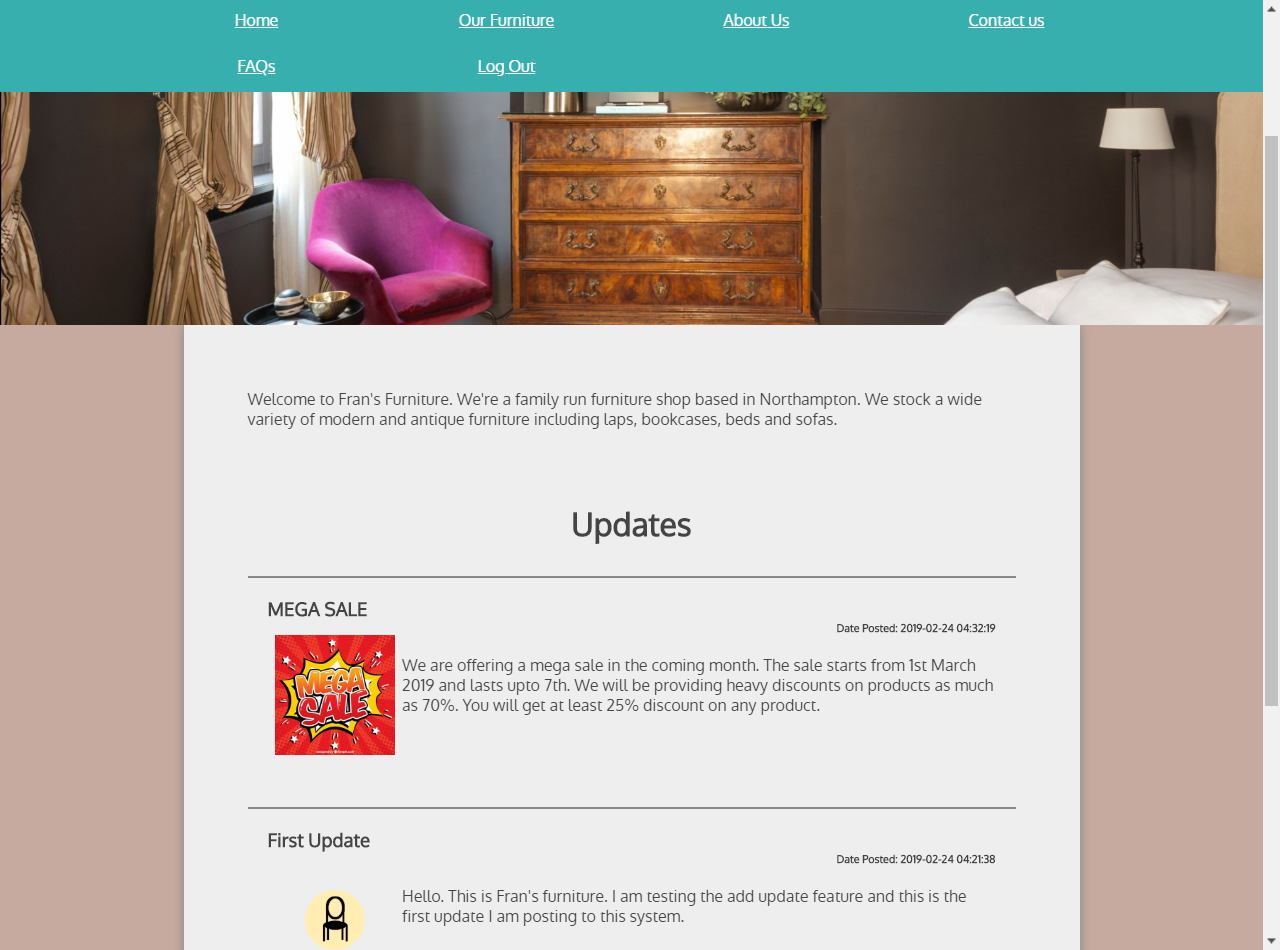 Home Our Furniture About Us Contact us
FAQs Log Out
Welcome to Fran's Furniture. We're a family run furniture shop based in Northampton. We stock a wide
variety of modern and antique furniture including laps, bookcases, beds and sofas.
Updates
MEGA SALE
Date Posted: 2019-02-24 04:32:19
MEGA
SALE
We are offering a mega sale in the coming month. The sale starts from 1st March
2019 and lasts upto 7th. We will be providing heavy discounts on products as much
as 70%. You will get at least 25% discount on any product.
First Update
Date Posted: 2019-02-24 04:21:38
Hello. This is Fran's furniture. I am testing the add update feature and this is the
first update I am posting to this system.